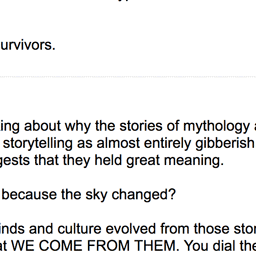 urvivors.
ing about why the stories of mythology
storytelling as almost entirely gibberish
gests that they held great meaning.
because the sky changed?
inds and culture evolved from those stor
at WE COME FROM THEM. You dial the